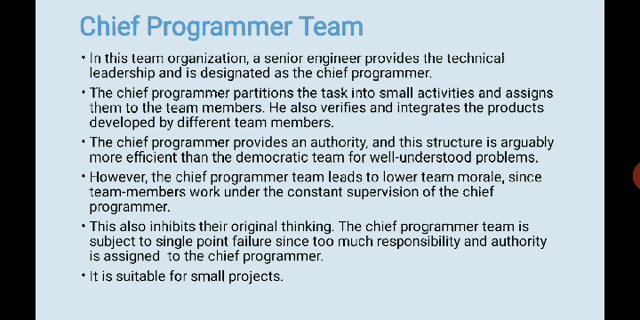 Chief Programmer Team
• In this team organization, a senior engineer provides the technical
leadership and is designated as the chief programmer.
• The chief programmer partitions the task into small activities and assigns
them to the team members. He also verifies and integrates the products
developed by different team members.
• The chief programmer provides an authority, and this structure is arguably
more efficient than the democratic team for well-understood problems.
• However, the chief programmer team leads to lower team morale, since
team-members work under the constant supervision of the chief
programmer.
• This also inhibits their original thinking. The chief programmer team is
subject to single point failure since too much responsibility and authority
is assigned to the chief programmer.
• It is suitable for small projects.